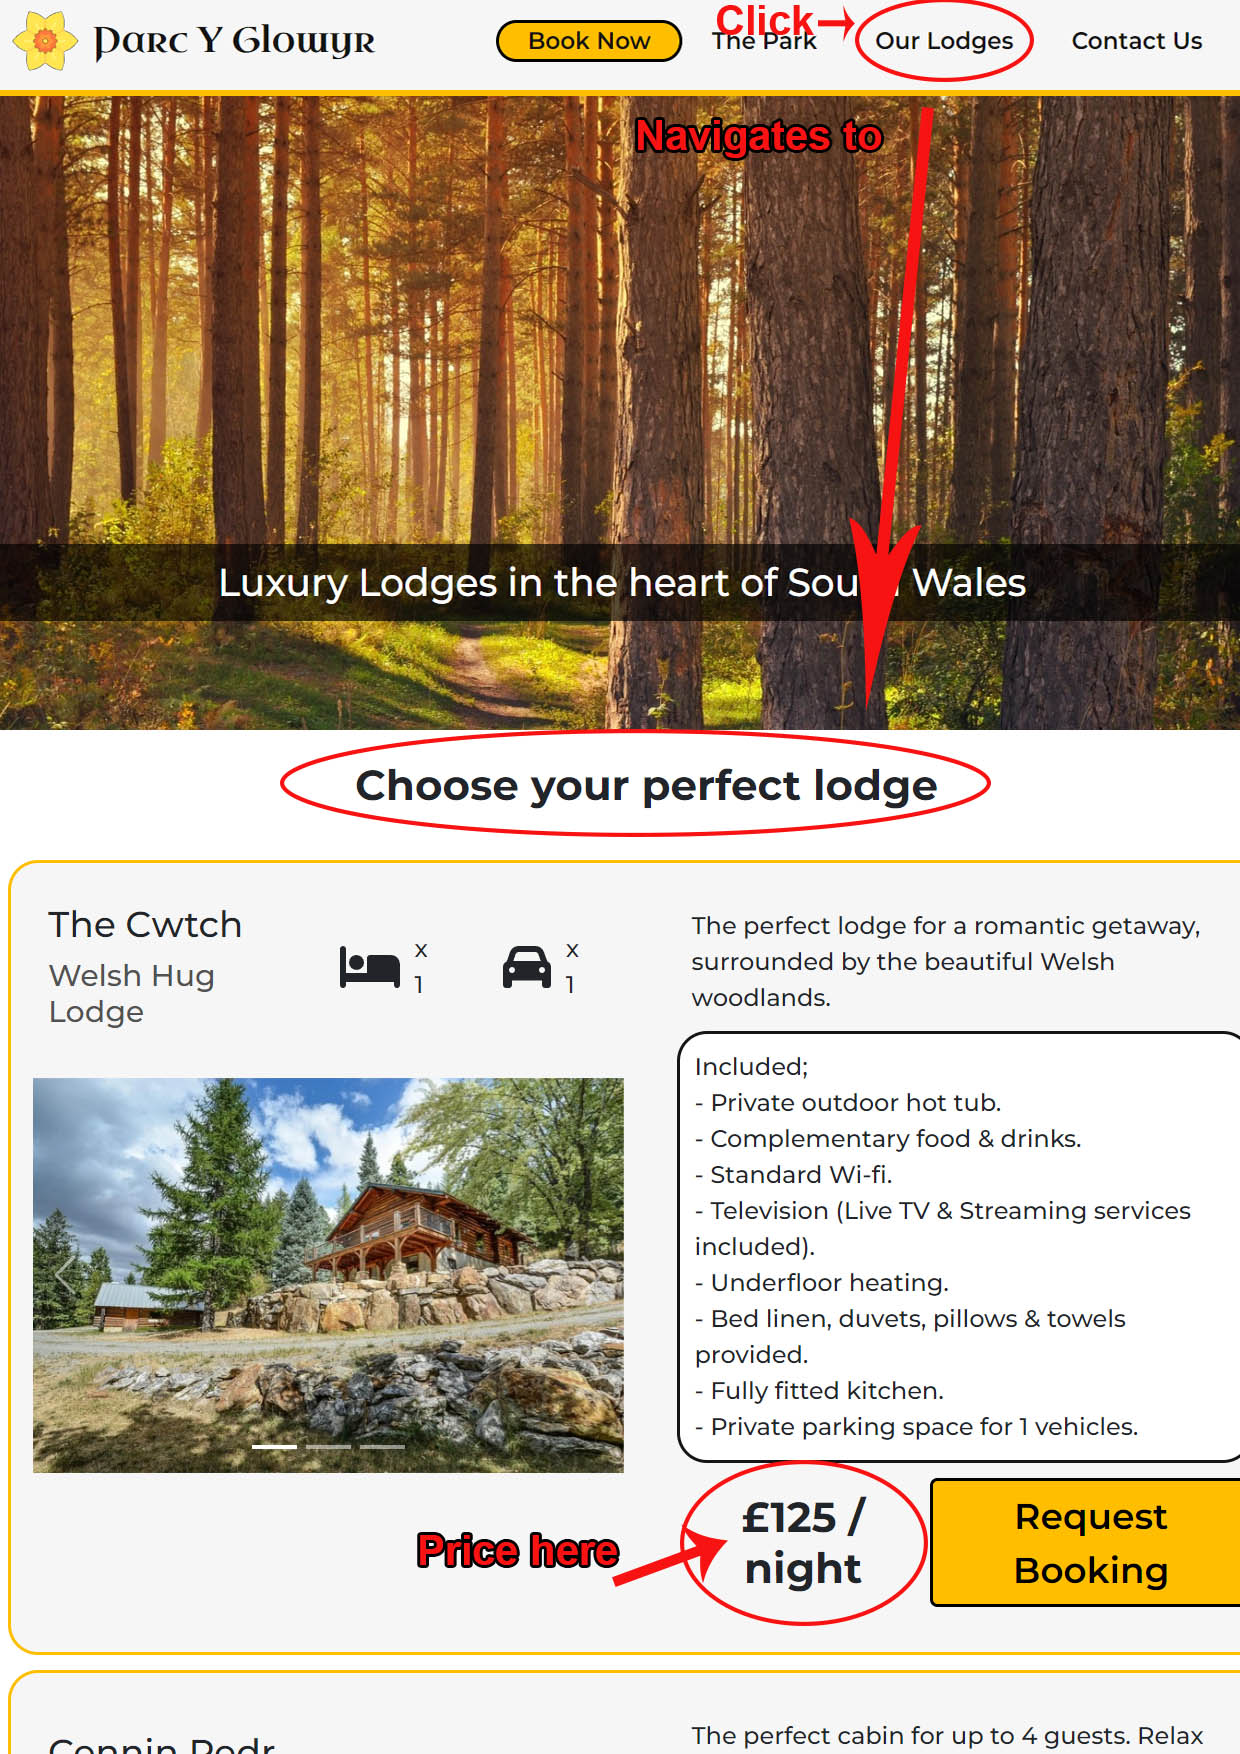 Parc Y Glowyr
Book Now
The Park
Click
Our Lodges
Contact Us
Navigates to
Luxury Lodges in the heart of South Wales
Choose your perfect lodge
The Cwtch
Welsh Hug
Lodge
x
1
x
1
The perfect lodge for a romantic getaway,
surrounded by the beautiful Welsh
woodlands.
Included;
- Private outdoor hot tub.
- Complementary food & drinks.
- Standard Wi-fi.
- Television (Live TV & Streaming services
included).
- Underfloor heating.
- Bed linen, duvets, pillows & towels
provided.
- Fully fitted kitchen.
- Private parking space for 1 vehicles.
Price here
£125 /
night
Request
Booking
The perfect cabin for up to 4 guests. Relax